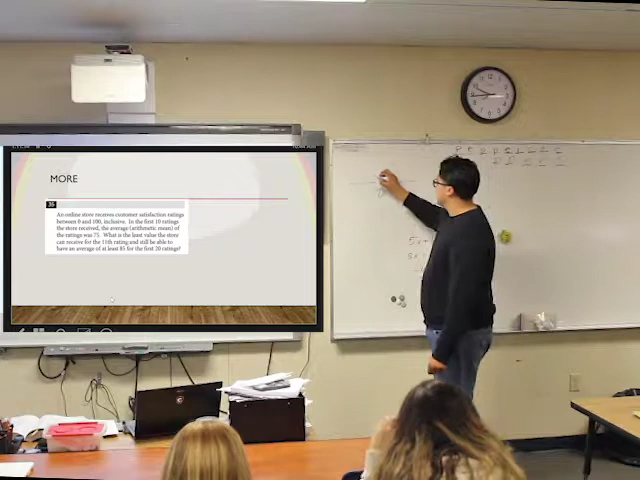 MORE
35
An online store receives customer satisfaction ratings
between 0 and 100, inclusive. In the first 10 ratings
the store received, the average (arithmetic mean) of
the ratings was 75. What is the least value the store
can receive for the 11th rating and still be able to
have an average of at least 85 for the first 20 ratings?